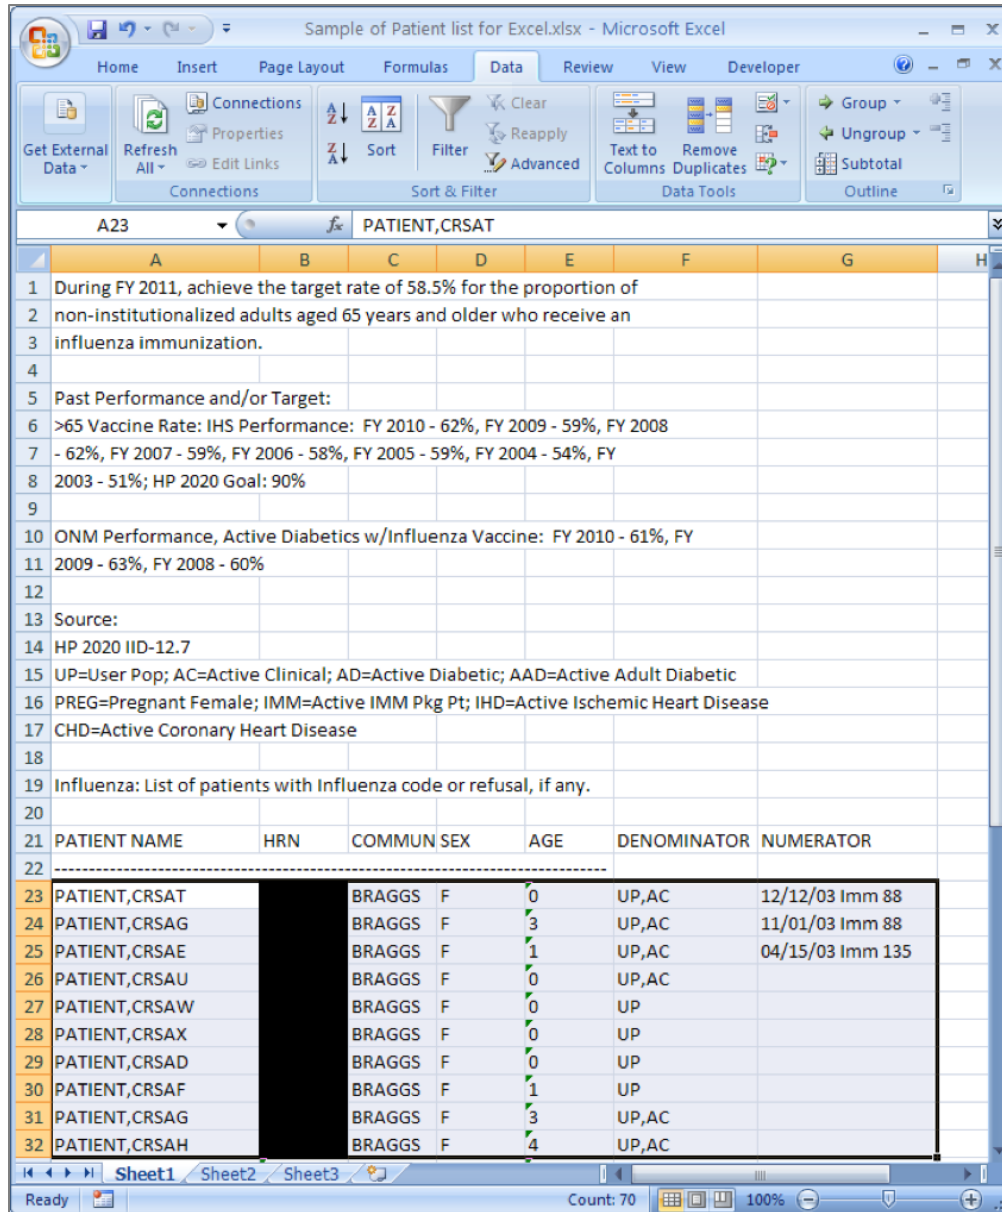 Sample of Patient list for Excel.xlsx - Microsoft Excel
Home Insert Page Layout Formulas Data Review View Developer
Get External Data
Refresh All
Connections
Properties
Edit Links
Connections
Sort
Filter
Clear
Reapply
Advanced
Sort & Filter
Text to Columns
Remove Duplicates
Data Tools
Group
Ungroup
Subtotal
Outline
A23 fx PATIENT,CRSAT
A B C D E F G H
1 During FY 2011, achieve the target rate of 58.5% for the proportion of
2 non-institutionalized adults aged 65 years and older who receive an
3 influenza immunization.
4
5 Past Performance and/or Target:
6 >65 Vaccine Rate: IHS Performance: FY 2010 - 62%, FY 2009 - 59%, FY 2008
7 - 62%, FY 2007 - 59%, FY 2006 - 58%, FY 2005 - 59%, FY 2004 - 54%, FY
8 2003 - 51%; HP 2020 Goal: 90%
9
10 ONM Performance, Active Diabetics w/Influenza Vaccine: FY 2010 - 61%, FY
11 2009 - 63%, FY 2008 - 60%
12
13 Source:
14 HP 2020 IID-12.7
15 UP=User Pop; AC=Active Clinical; AD=Active Diabetic; AAD=Active Adult Diabetic
16 PREG=Pregnant Female; IMM=Active IMM Pkg Pt; IHD=Active Ischemic Heart Disease
17 CHD=Active Coronary Heart Disease
18
19 Influenza: List of patients with Influenza code or refusal, if any.
20
21 PATIENT NAME HRN COMMUN SEX AGE DENOMINATOR NUMERATOR
22 -------------------------------------------------------------------------------
23 PATIENT,CRSAT BRAGGS F 0 UP,AC 12/12/03 Imm 88
24 PATIENT,CRSAG BRAGGS F 3 UP,AC 11/01/03 Imm 88
25 PATIENT,CRSAE BRAGGS F 1 UP,AC 04/15/03 Imm 135
26 PATIENT,CRSAU BRAGGS F 0 UP,AC
27 PATIENT,CRSAW BRAGGS F 0 UP
28 PATIENT,CRSAX BRAGGS F 0 UP
29 PATIENT,CRSAD BRAGGS F 0 UP
30 PATIENT,CRSAF BRAGGS F 1 UP
31 PATIENT,CRSAG BRAGGS F 3 UP,AC
32 PATIENT,CRSAH BRAGGS F 4 UP,AC
Sheet1 Sheet2 Sheet3
Ready Count: 70 100%